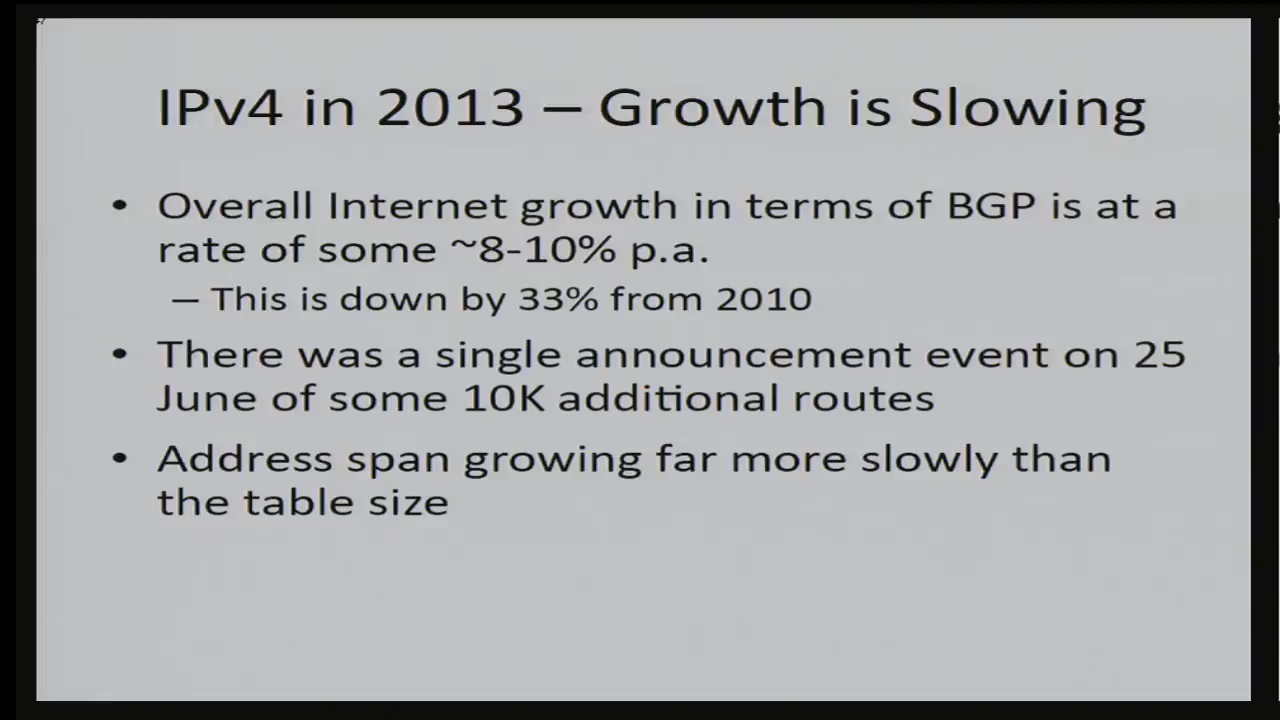 IPv4 in 2013 – Growth is Slowing
• Overall Internet growth in terms of BGP is at a
rate of some ~8-10% p.a.
– This is down by 33% from 2010
• There was a single announcement event on 25
June of some 10K additional routes
• Address span growing far more slowly than
the table size